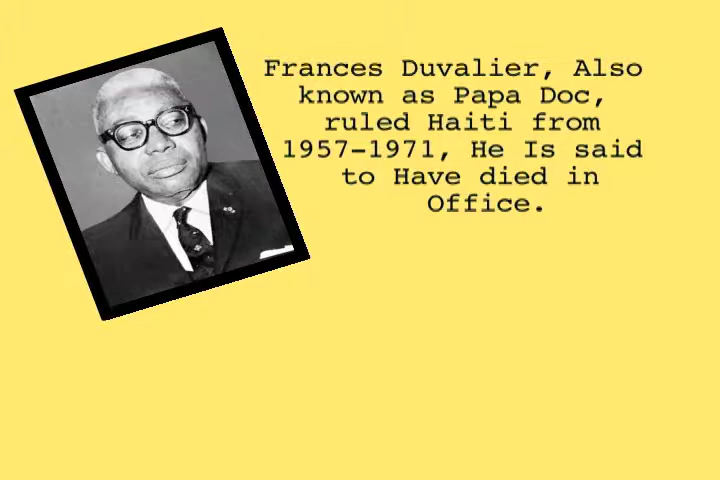 Frances Duvalier, Also
known as Papa Doc,
ruled Haiti from
1957-1971, He Is said
to Have died in
Office.